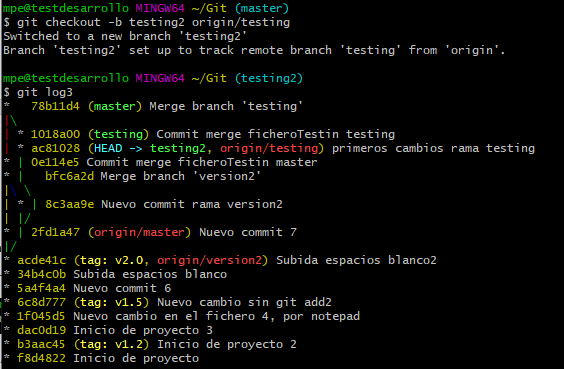 mpe@testdesarrollo MINGW64 ~/Git (master)
$ git checkout -b testing2 origin/testing
Switched to a new branch 'testing2'
Branch 'testing2' set up to track remote branch 'testing' from 'origin'.
mpe@testdesarrollo MINGW64 ~/Git (testing2)
$ git log3
*   78b11d4 (master) Merge branch 'testing'
|\
| * 1018a00 (testing) Commit merge ficheroTestin testing
| * ac81028 (HEAD -> testing2, origin/testing) primeros cambios rama testing
* | 0e114e5 Commit merge ficheroTestin master
* |   bfc6a2d Merge branch 'version2'
|\ \
| * | 8c3aa9e Nuevo commit rama version2
| |/
* | 2fd1a47 (origin/master) Nuevo commit 7
|/
* acde41c (tag: v2.0, origin/version2) Subida espacios blanco2
* 34b4c0b Subida espacios blanco
* 5a4f4a4 Nuevo commit 6
* 6c8d777 (tag: v1.5) Nuevo cambio sin git add2
* 1f045d5 Nuevo cambio en el fichero 4, por notepad
* dac0d19 Inicio de proyecto 3
* b3aac45 (tag: v1.2) Inicio de proyecto 2
* f8d4822 Inicio de proyecto